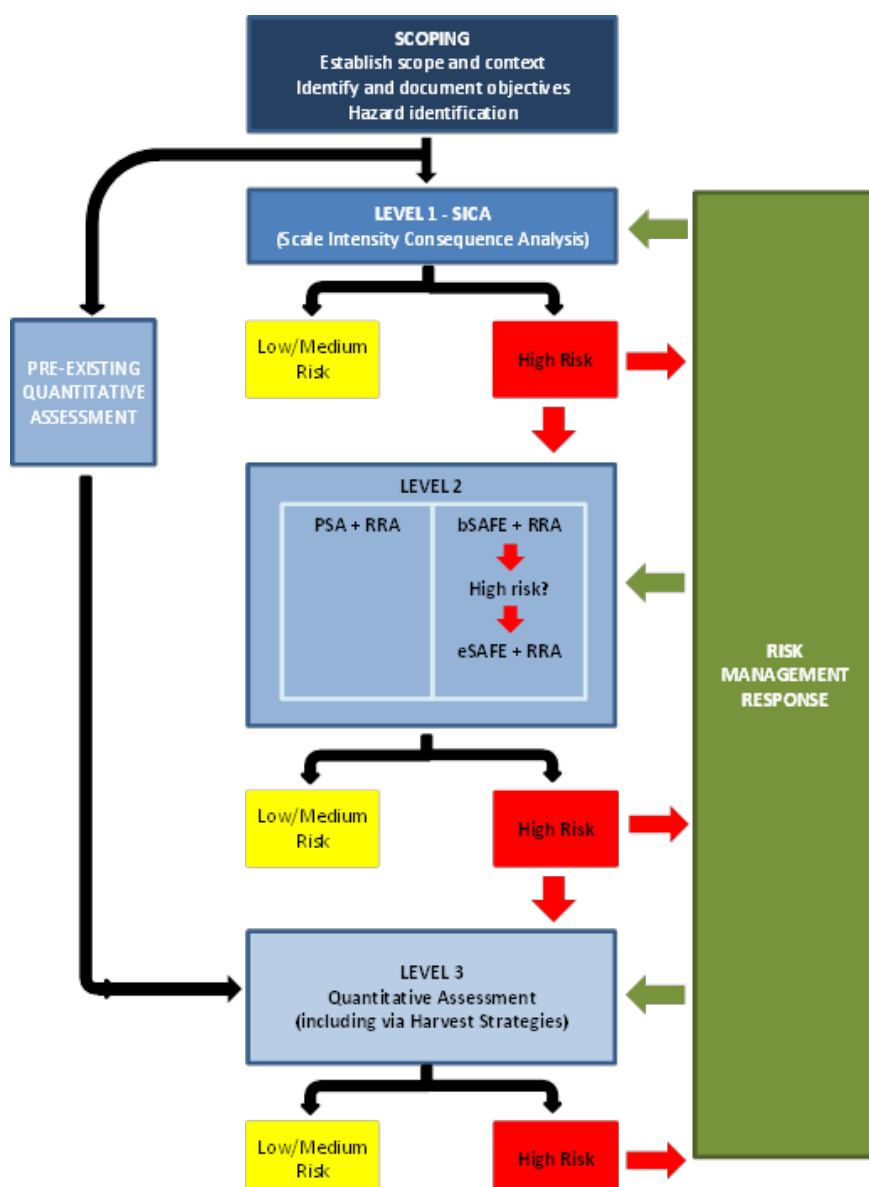 SCOPING
Establish scope and context
Identify and document objectives
Hazard identification
LEVEL 1 - SICA
(Scale Intensity Consequence Analysis)
Low/Medium
Risk
High Risk
PRE-EXISTING
QUANTITATIVE
ASSESSMENT
LEVEL 2
PSA + RRA
bSAFE + RRA
High risk?
eSAFE + RRA
RISK
MANAGEMENT
RESPONSE
Low/Medium
Risk
High Risk
LEVEL 3
Quantitative Assessment
(including via Harvest Strategies)
Low/Medium
Risk
High Risk